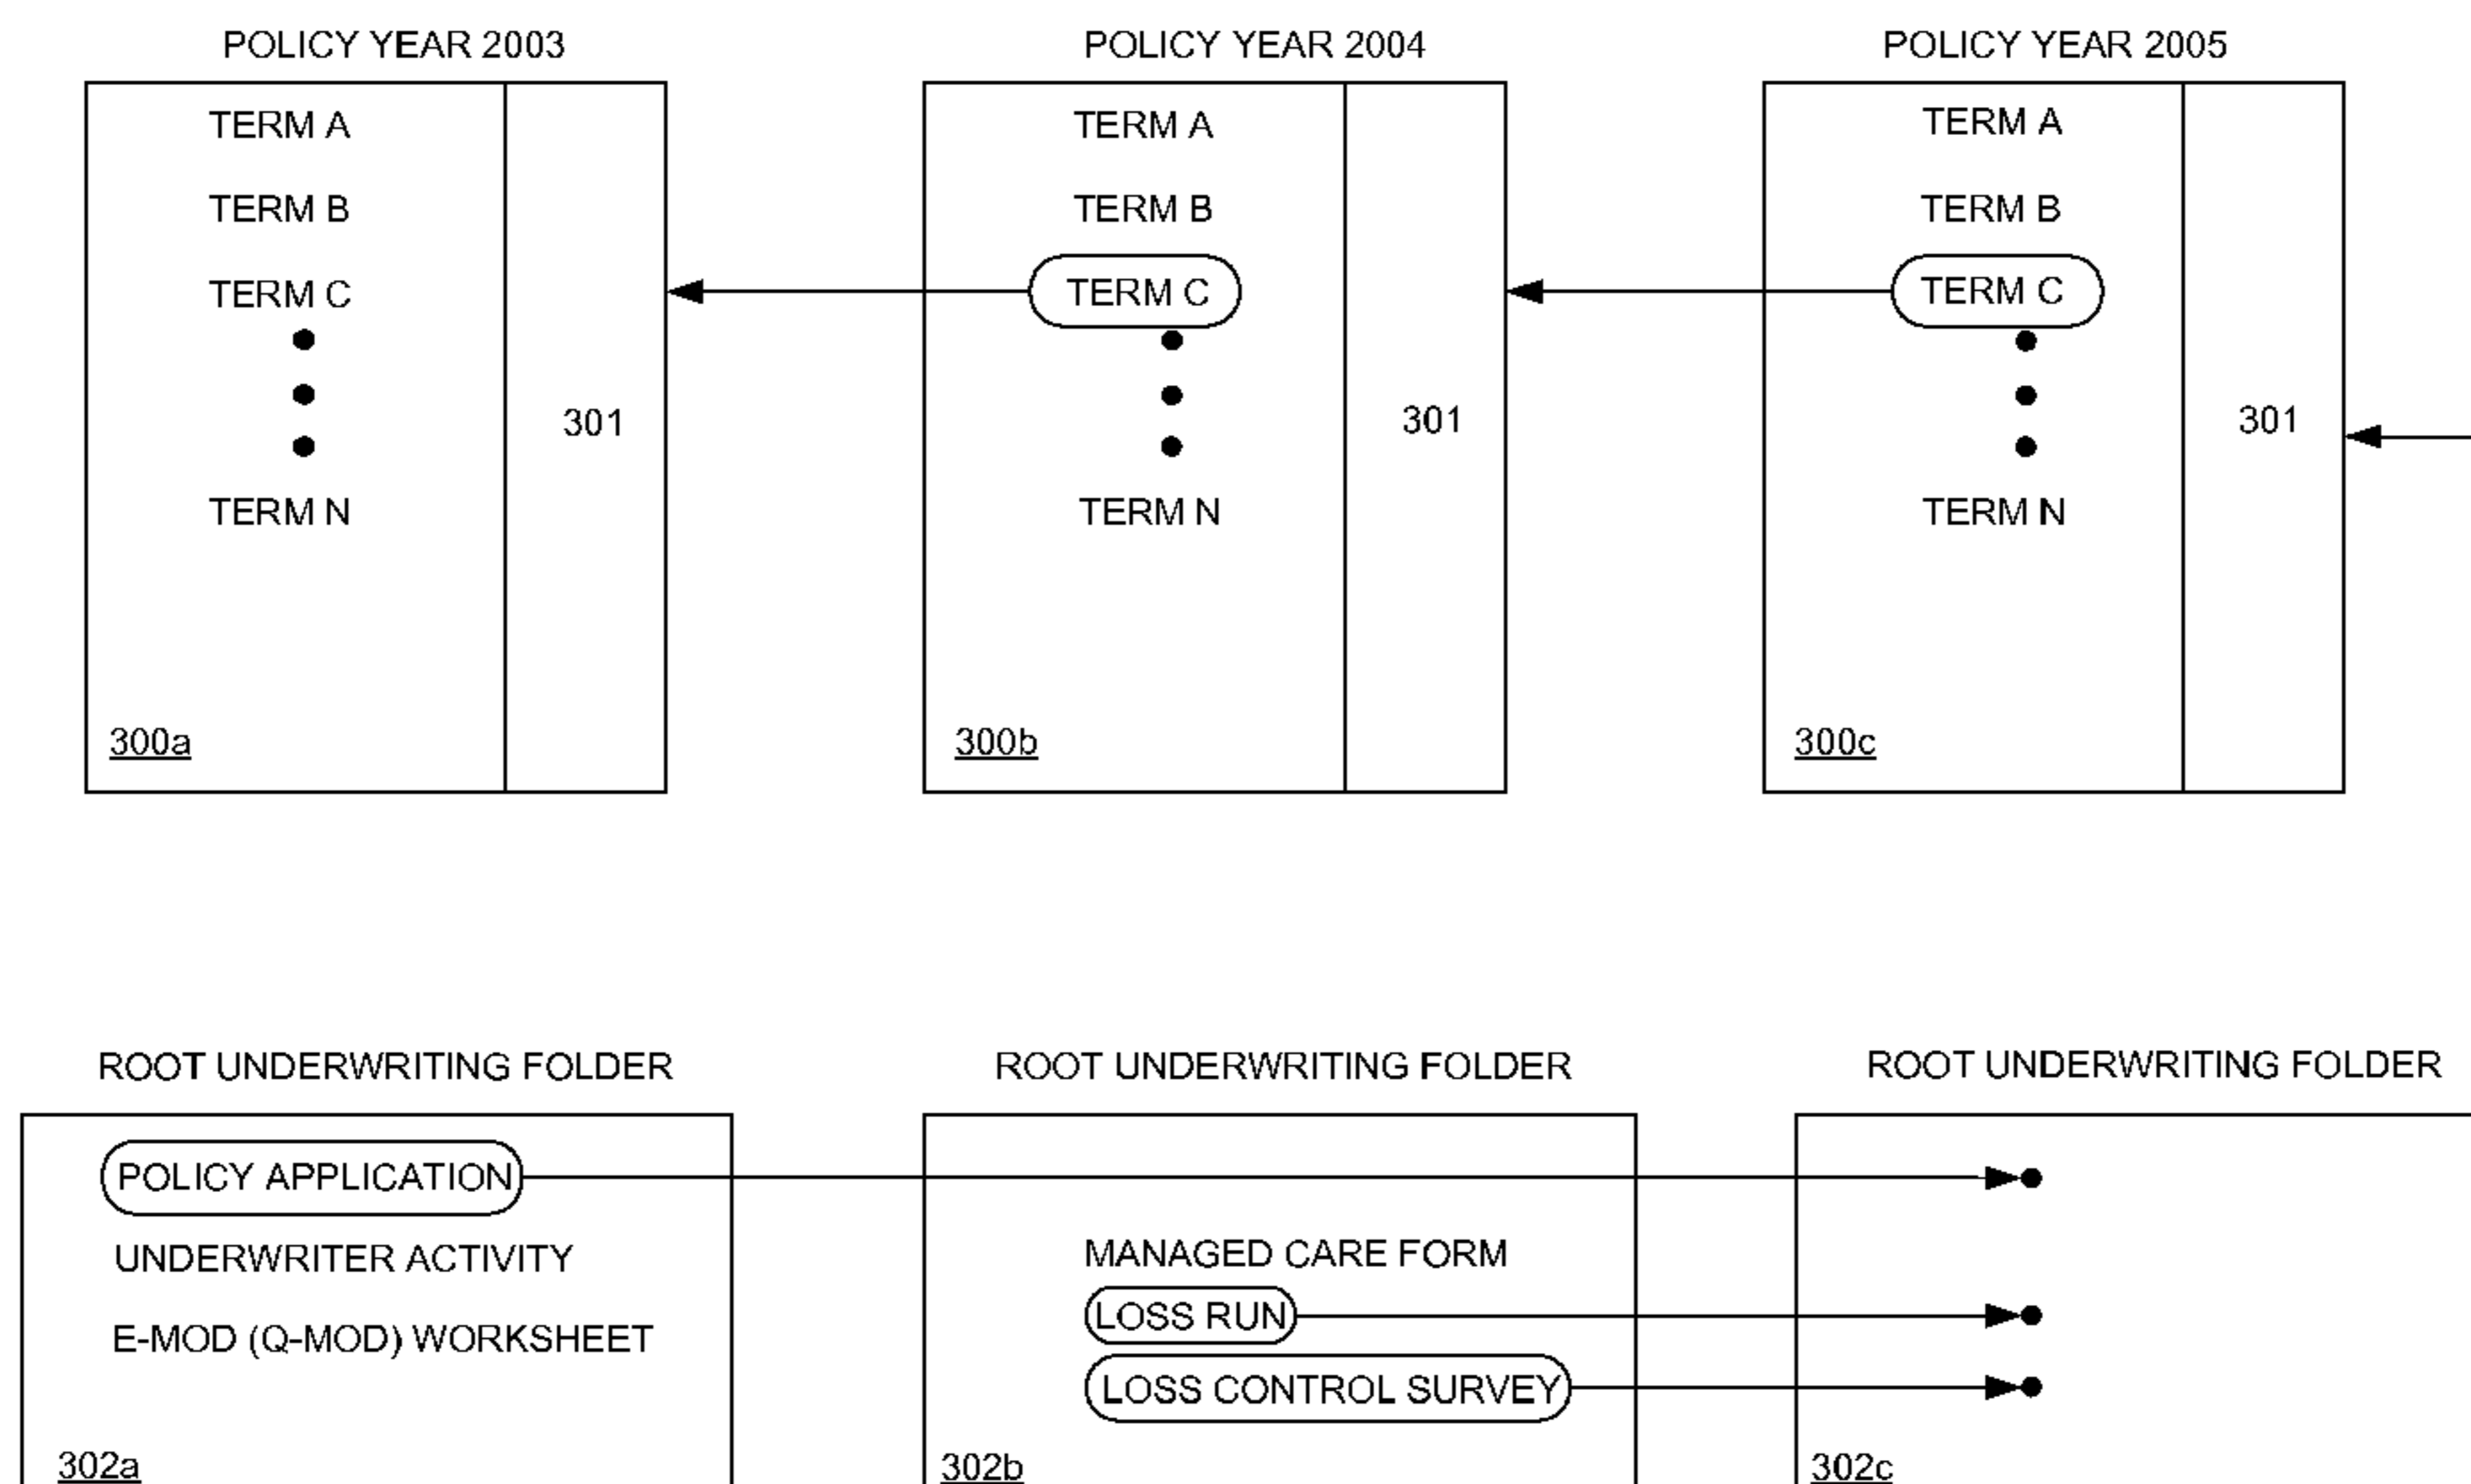 POLICY YEAR 2003
TERM A
TERM B
TERM C
TERM N
301
300a
POLICY YEAR 2004
TERM A
TERM B
TERM C
TERM N
301
300b
POLICY YEAR 2005
TERM A
TERM B
TERM C
TERM N
301
300c
ROOT UNDERWRITING FOLDER
POLICY APPLICATION
UNDERWRITER ACTIVITY
E-MOD (Q-MOD) WORKSHEET
302a
ROOT UNDERWRITING FOLDER
MANAGED CARE FORM
LOSS RUN
LOSS CONTROL SURVEY
302b
ROOT UNDERWRITING FOLDER
302c